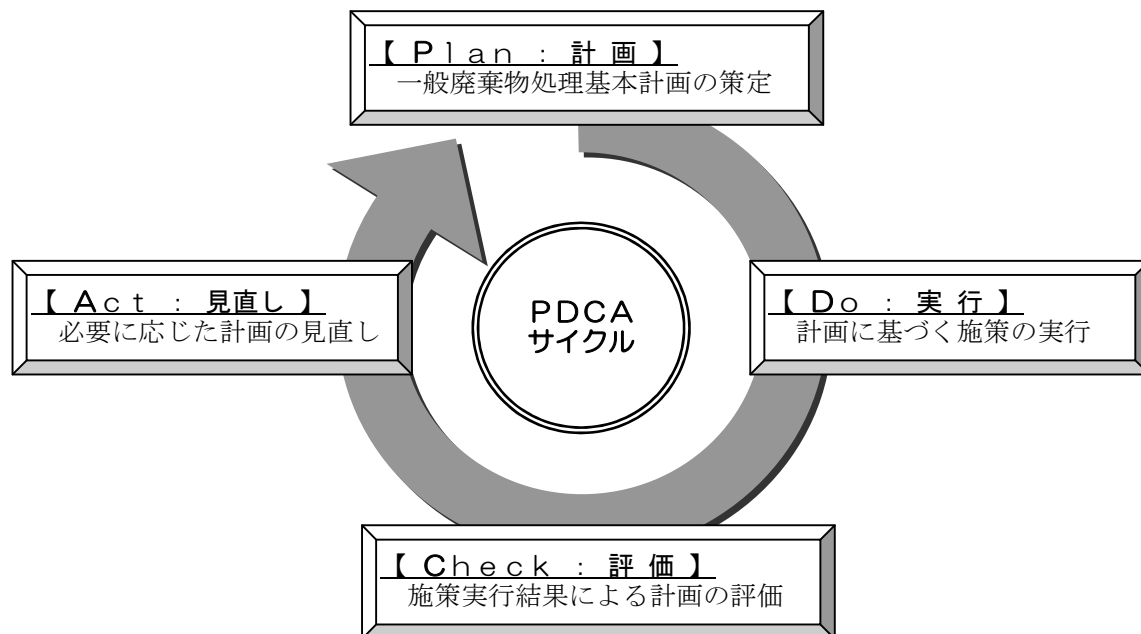 【 Ｐｌａｎ ： 計 画 】
一般廃棄物処理基本計画の策定
【 Ａｃｔ ： 見直し 】
必要に応じた計画の見直し
ＰＤＣＡ
サイクル
【 Ｄｏ ： 実 行 】
計画に基づく施策の実行
【 Ｃｈｅｃｋ ： 評 価 】
施策実行結果による計画の評価